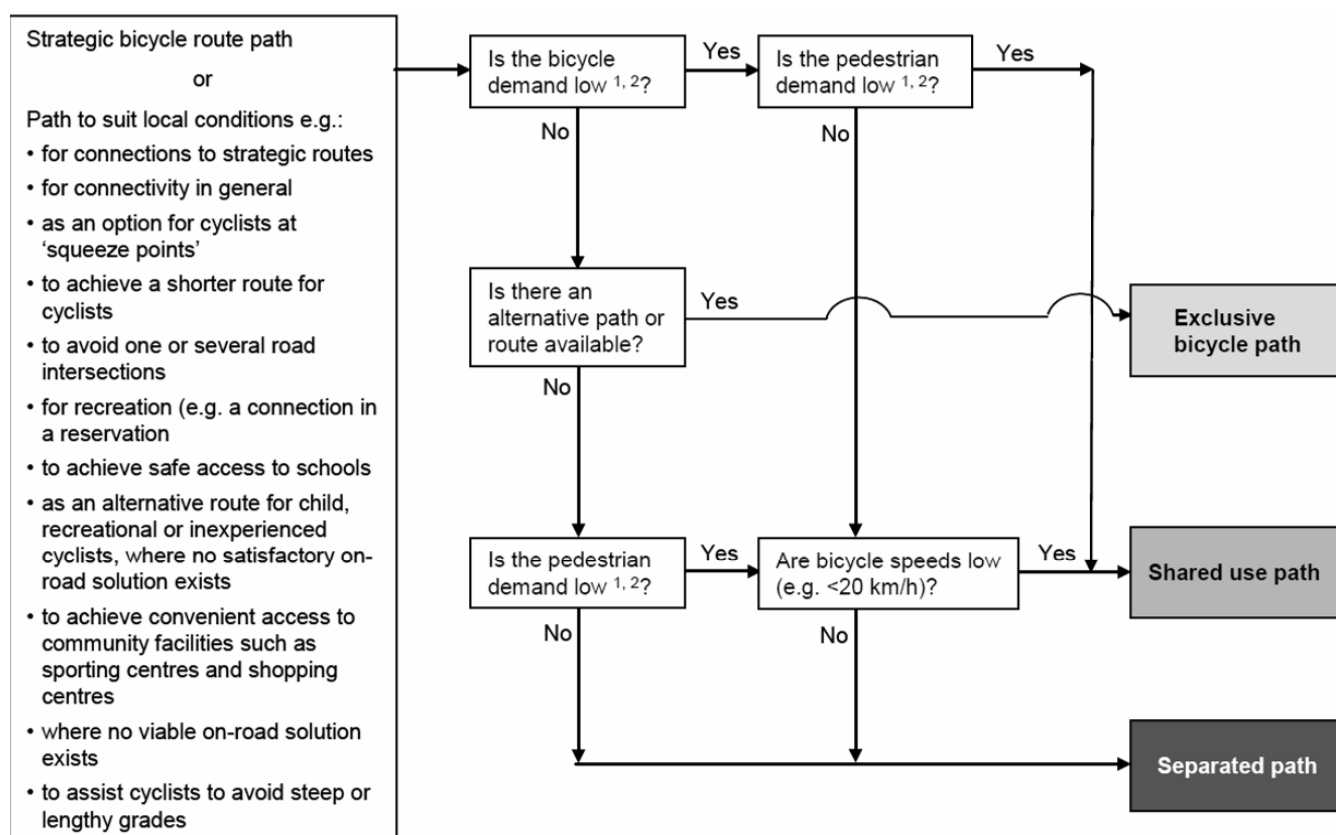 Strategic bicycle route path
or
Path to suit local conditions e.g.:
• for connections to strategic routes
• for connectivity in general
• as an option for cyclists at
‘squeeze points’
• to achieve a shorter route for
cyclists
• to avoid one or several road
intersections
• for recreation (e.g. a connection in
a reservation
• to achieve safe access to schools
• as an alternative route for child,
recreational or inexperienced
cyclists, where no satisfactory on-
road solution exists
• to achieve convenient access to
community facilities such as
sporting centres and shopping
centres
• where no viable on-road solution
exists
• to assist cyclists to avoid steep or
lengthy grades
Is the bicycle
demand low 1, 2?
Yes
No
Is the pedestrian
demand low 1, 2?
Yes
No
Is there an
alternative path or
route available?
Yes
No
Exclusive
bicycle path
Is the pedestrian
demand low 1, 2?
Yes
No
Are bicycle speeds low
(e.g. <20 km/h)?
Yes
No
Shared use path
Separated path